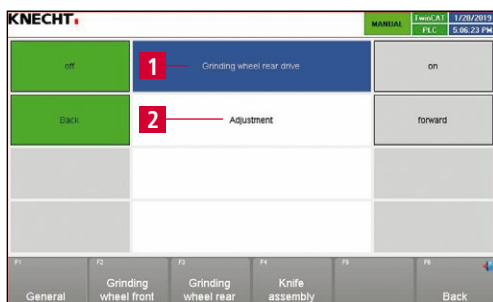 KNECHT
MANUAL
TwinCAT 1/20/2019
PLC 5:06:23 PM
off 1 Grinding wheel rear drive on
Back 2 Adjustment forward
F1 F2 F3 F4 F5 F8
General Grinding wheel front Grinding wheel rear Knife assembly Back